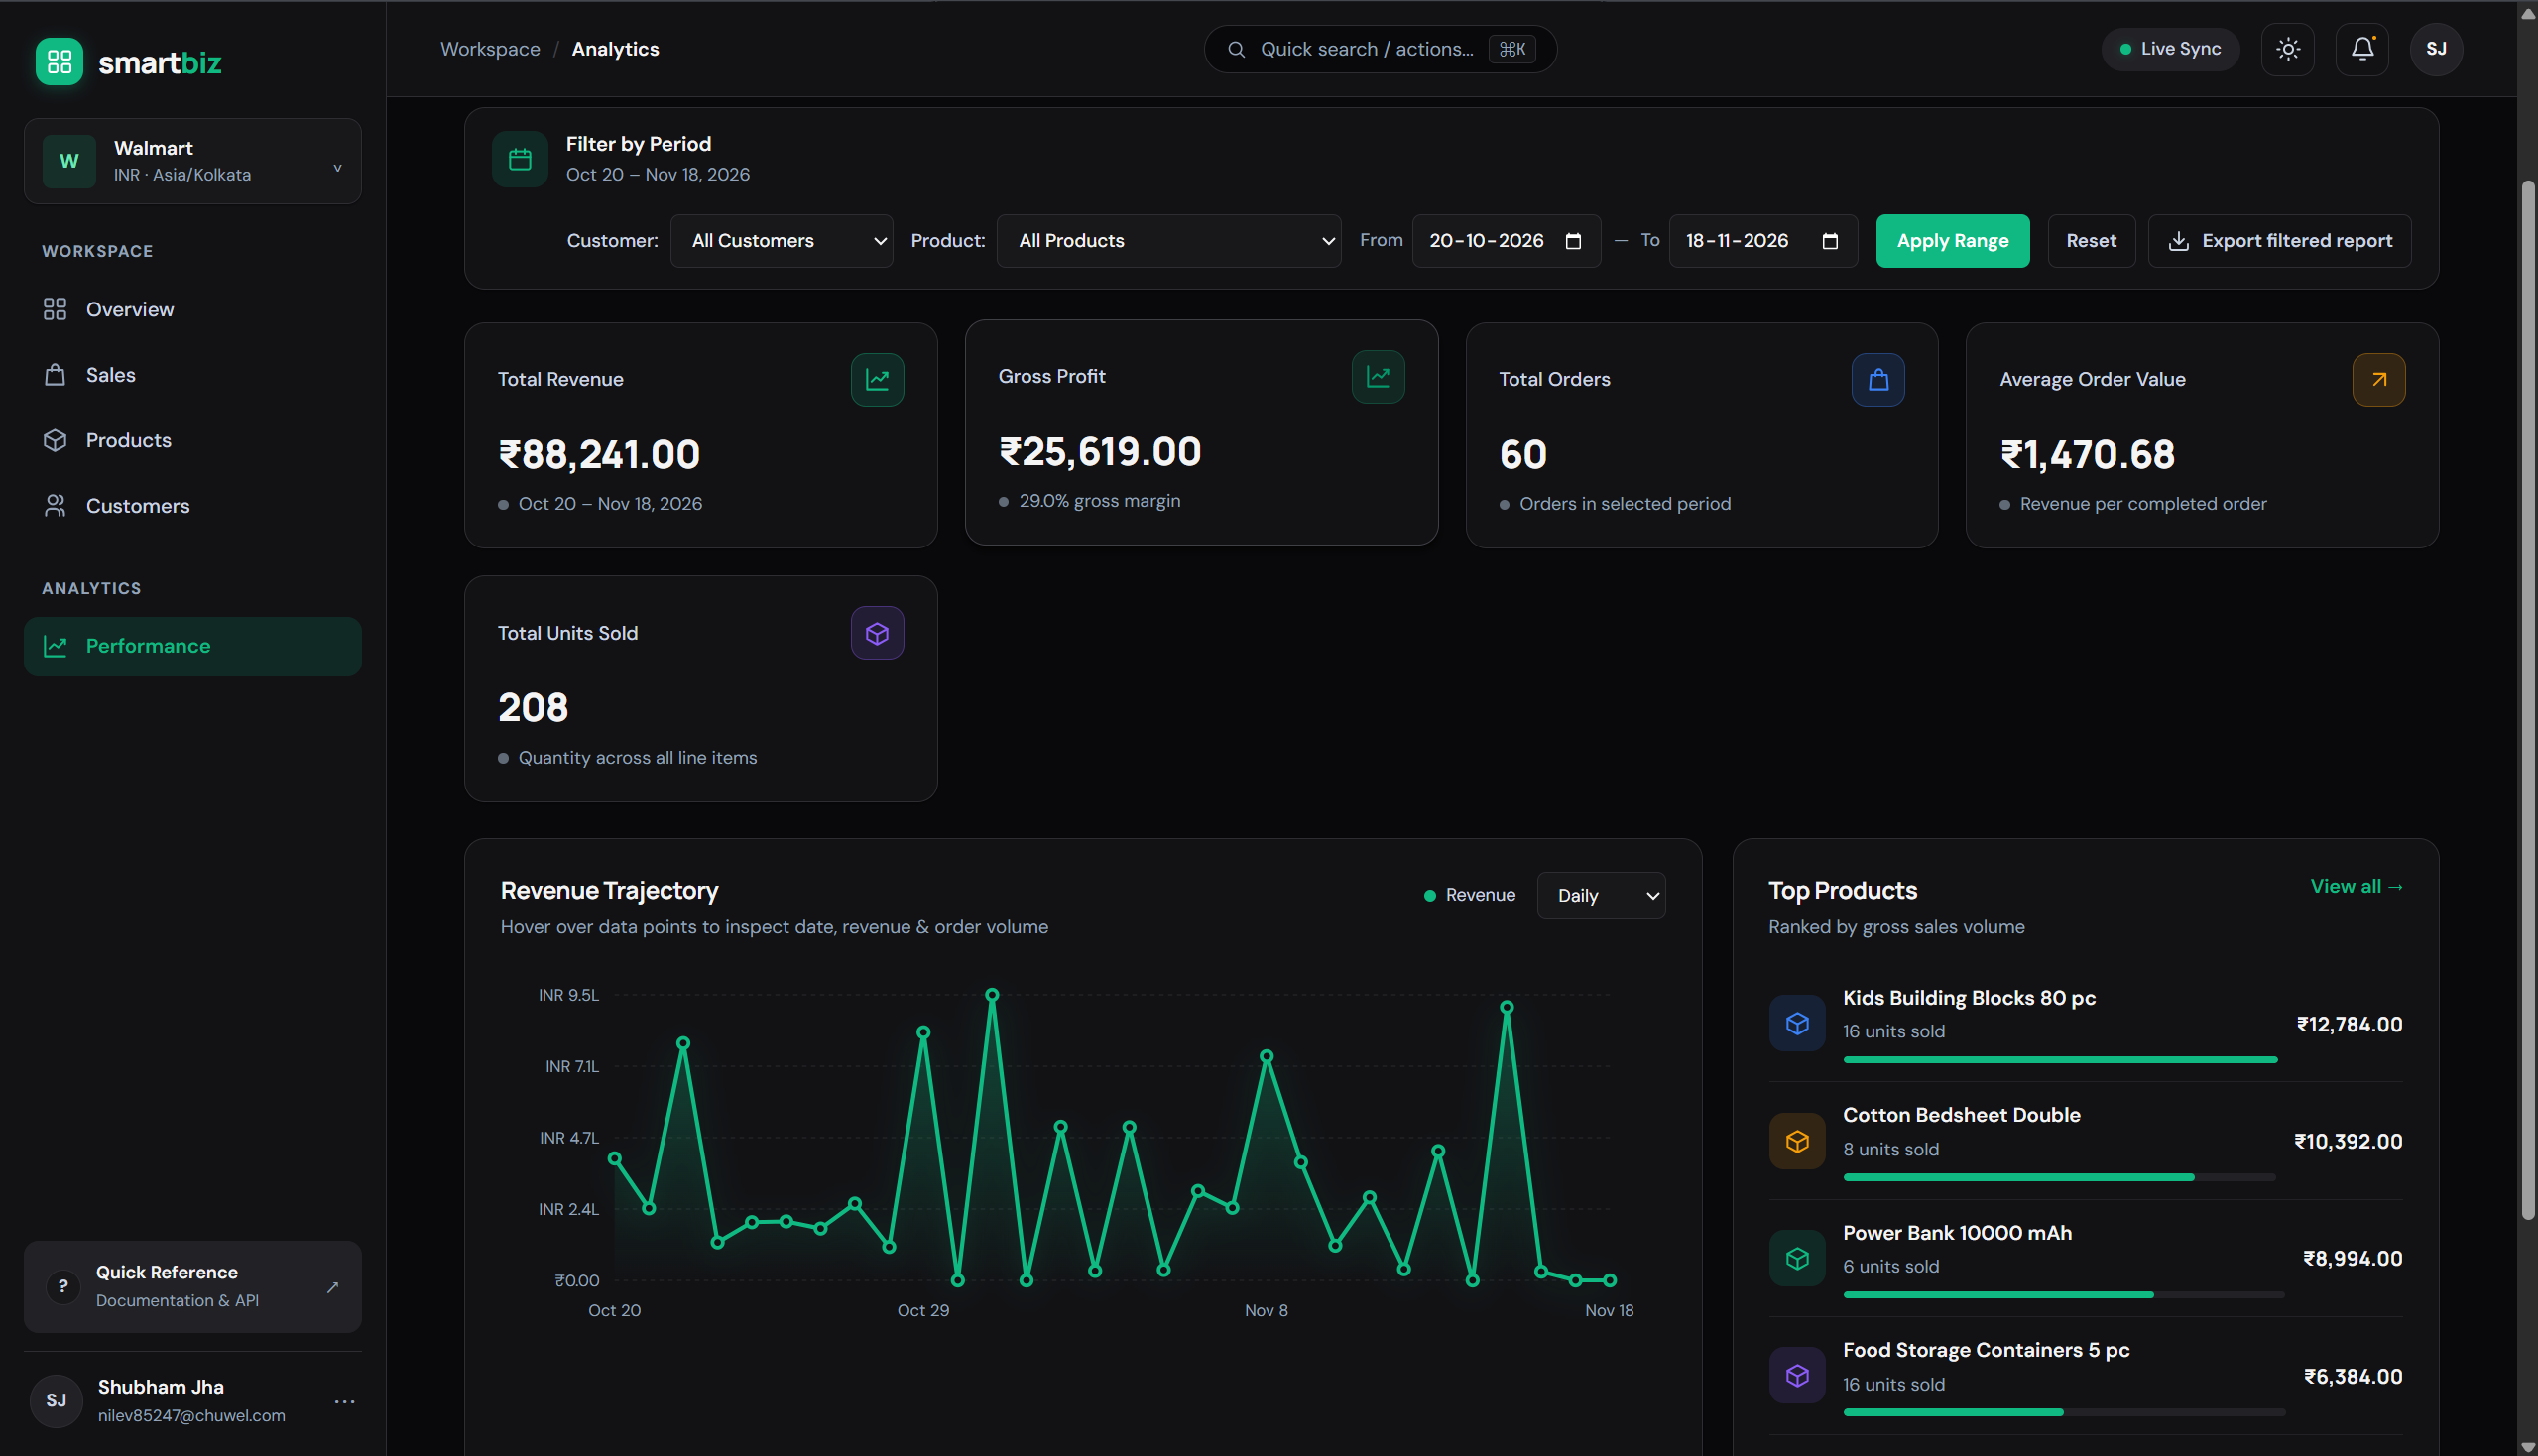 smartbiz
W
Walmart
INR · Asia/Kolkata
WORKSPACE
Overview
Sales
Products
Customers
ANALYTICS
Performance
?
Quick Reference
Documentation & API
↗
SJ
Shubham Jha
nilev85247@chuwel.com
...
Workspace / Analytics
Quick search / actions... ⌘K
Live Sync
SJ
Filter by Period
Oct 20 – Nov 18, 2026
Customer: All Customers Product: All Products From 20-10-2026 — To 18-11-2026 Apply Range Reset Export filtered report
Total Revenue
₹88,241.00
Oct 20 – Nov 18, 2026
Gross Profit
₹25,619.00
29.0% gross margin
Total Orders
60
Orders in selected period
Average Order Value
₹1,470.68
Revenue per completed order
Total Units Sold
208
Quantity across all line items
Revenue Trajectory
Hover over data points to inspect date, revenue & order volume
Revenue
Daily
INR 9.5L
INR 7.1L
INR 4.7L
INR 2.4L
₹0.00
Oct 20 Oct 29 Nov 8 Nov 18
Top Products
View all →
Ranked by gross sales volume
Kids Building Blocks 80 pc
16 units sold
₹12,784.00
Cotton Bedsheet Double
8 units sold
₹10,392.00
Power Bank 10000 mAh
6 units sold
₹8,994.00
Food Storage Containers 5 pc
16 units sold
₹6,384.00